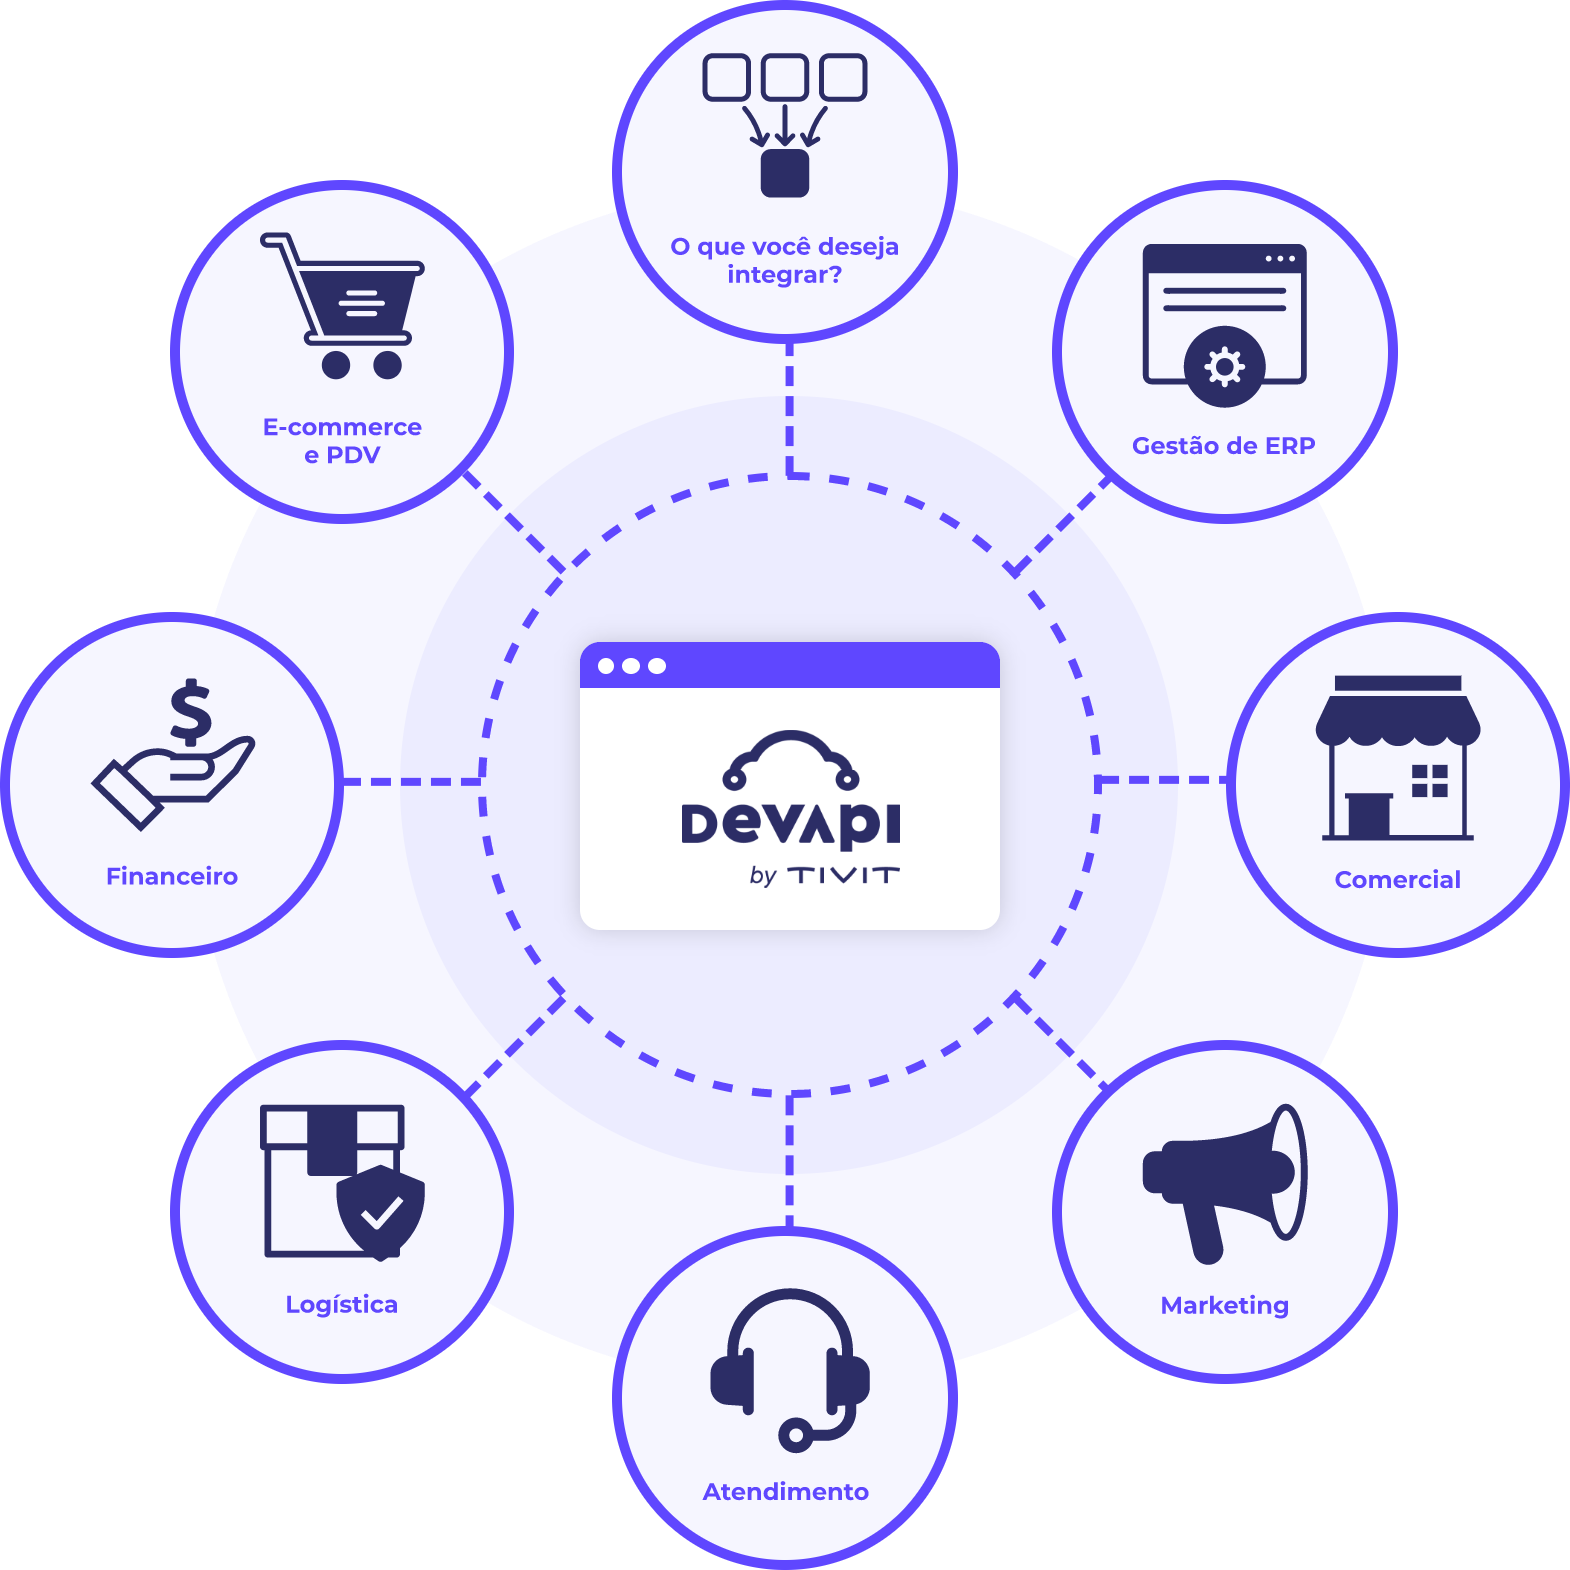 O que você deseja
integrar?
E-commerce
e PDV
Gestão de ERP
Financeiro
$
DEVAPI
by TIVIT
Comercial
Logística
Marketing
Atendimento